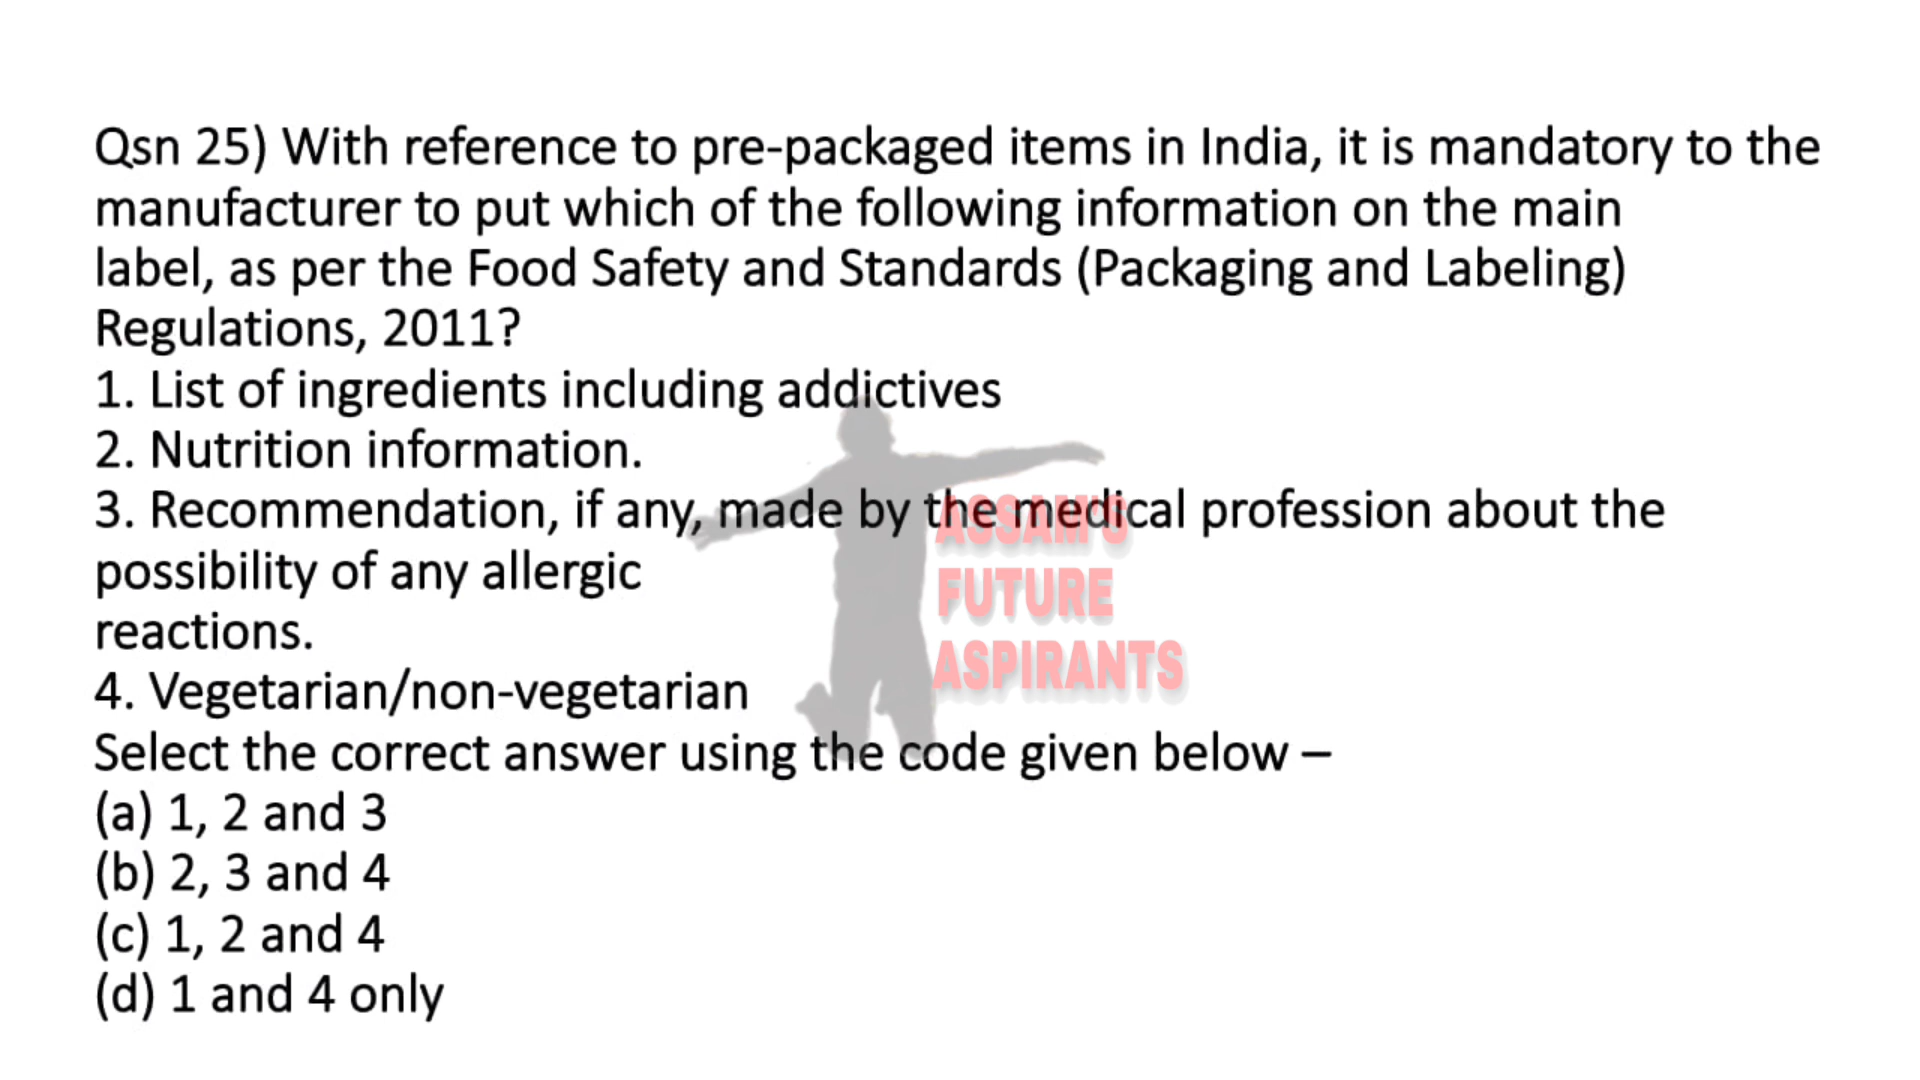 Qsn 25) With reference to pre-packaged items in India, it is mandatory to the
manufacturer to put which of the following information on the main
label, as per the Food Safety and Standards (Packaging and Labeling)
Regulations, 2011?
1. List of ingredients including addictives
2. Nutrition information.
3. Recommendation, if any, made by the medical profession about the
possibility of any allergic
reactions.
4. Vegetarian/non-vegetarian
Select the correct answer using the code given below –
(a) 1, 2 and 3
(b) 2, 3 and 4
(c) 1, 2 and 4
(d) 1 and 4 only
ASSAM'S
FUTURE
ASPIRANTS